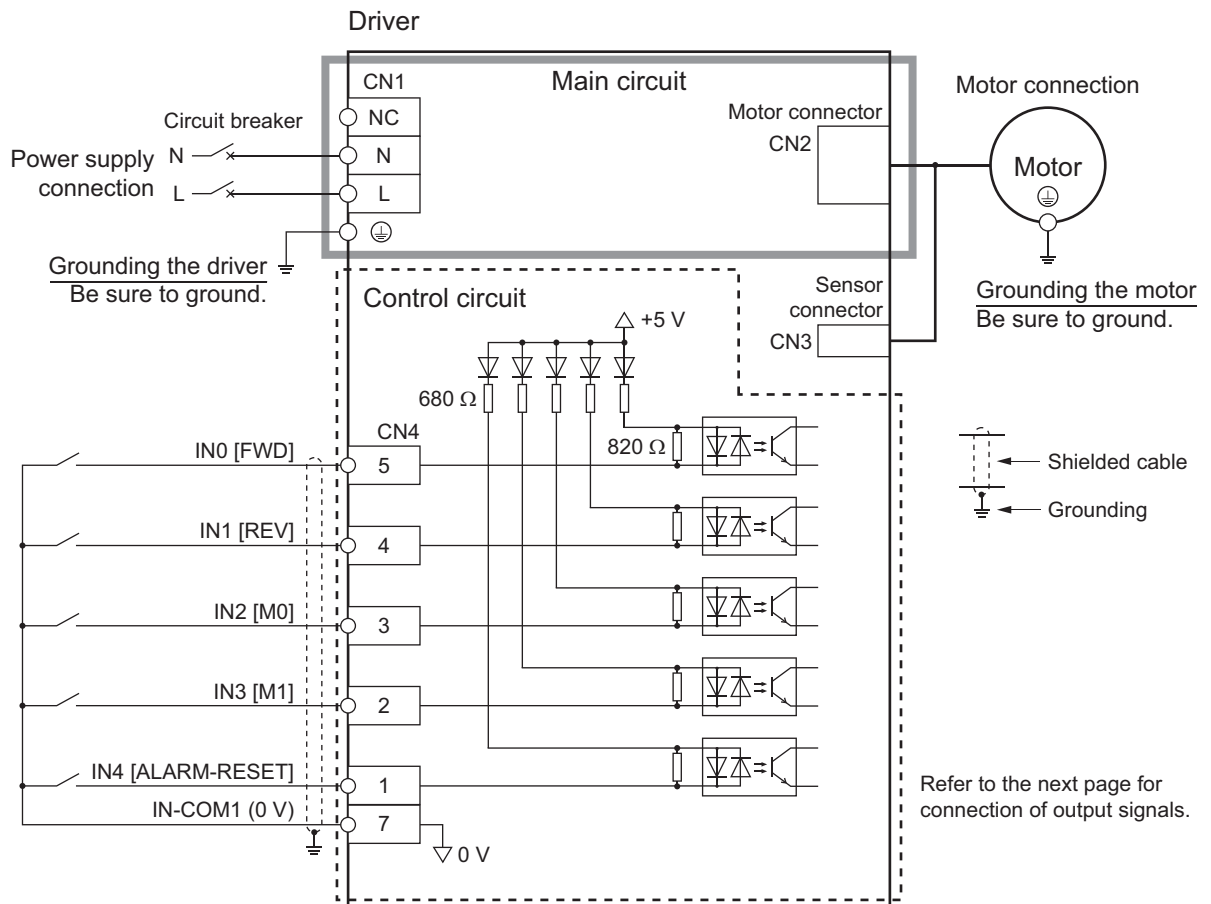 Driver
CN1
Main circuit
Motor connection
NC
Motor connector
CN2
Circuit breaker
Power supply
connection
N
N
L
L
Motor
Grounding the driver
Be sure to ground.
Grounding the motor
Be sure to ground.
Control circuit
Sensor
connector
CN3
+5 V
680 Ω
820 Ω
CN4
IN0 [FWD]
5
Shielded cable
Grounding
IN1 [REV]
4
IN2 [M0]
3
IN3 [M1]
2
IN4 [ALARM-RESET]
1
IN-COM1 (0 V)
7
0 V
Refer to the next page for
connection of output signals.